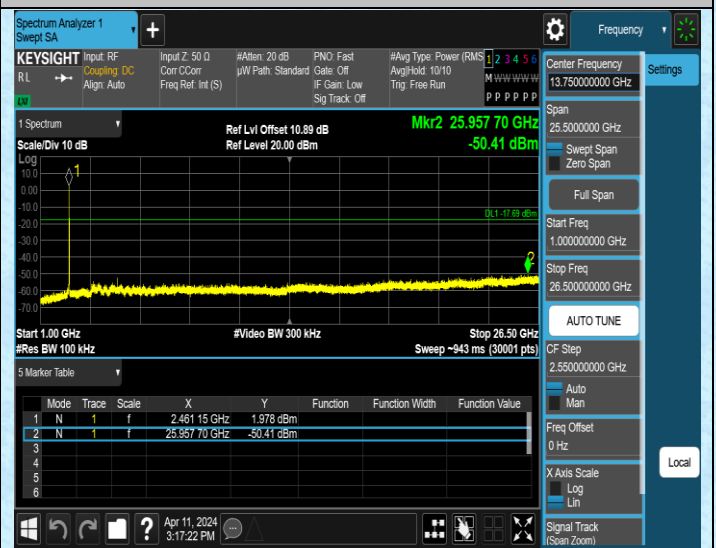 Spectrum Analyzer 1
Swept SA
+
Frequency
KEYSIGHT
RL
LW
Input: RF
Coupling: DC
Align: Auto
Input Z: 50 Ω
Corr CCorr
Freq Ref: Int (S)
#Atten: 20 dB
µW Path: Standard
PNO: Fast
Gate: Off
IF Gain: Low
Sig Track: Off
#Avg Type: Power (RMS
Avg|Hold: 10/10
Trig: Free Run
1 2 3 4 5 6
M W W W W W
P P P P P P
1 Spectrum
Scale/Div 10 dB
Ref Lvl Offset 10.89 dB
Ref Level 20.00 dBm
Mkr2 25.957 70 GHz
-50.41 dBm
Log
10.0
0.00
-10.0
-20.0
-30.0
-40.0
-50.0
-60.0
-70.0
1
DL1 -17.69 dBm
2
Start 1.00 GHz
#Res BW 100 kHz
#Video BW 300 kHz
Stop 26.50 GHz
Sweep ~943 ms (30001 pts)
5 Marker Table
Mode Trace Scale X Y Function Function Width Function Value
1 N 1 f 2.461 15 GHz 1.978 dBm
2 N 1 f 25.957 70 GHz -50.41 dBm
3
4
5
6
Apr 11, 2024
3:17:22 PM
?
Center Frequency
13.750000000 GHz
Settings
Span
25.5000000 GHz
Swept Span
Zero Span
Full Span
Start Freq
1.000000000 GHz
Stop Freq
26.500000000 GHz
AUTO TUNE
CF Step
2.550000000 GHz
Auto
Man
Freq Offset
0 Hz
Local
X Axis Scale
Log
Lin
Signal Track
(Span Zoom)